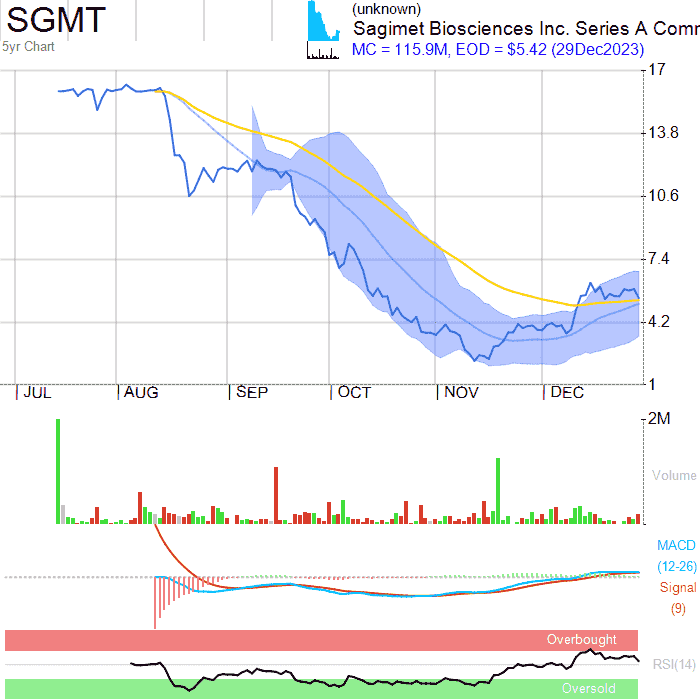 SGMT
5yr Chart
(unknown)
Sagimet Biosciences Inc. Series A Comm
MC = 115.9M, EOD = $5.42 (29Dec2023)
17
13.8
10.6
7.4
4.2
1
JUL AUG SEP OCT NOV DEC
2M
Volume
MACD
(12-26)
Signal
(9)
Overbought
RSI(14)
Oversold